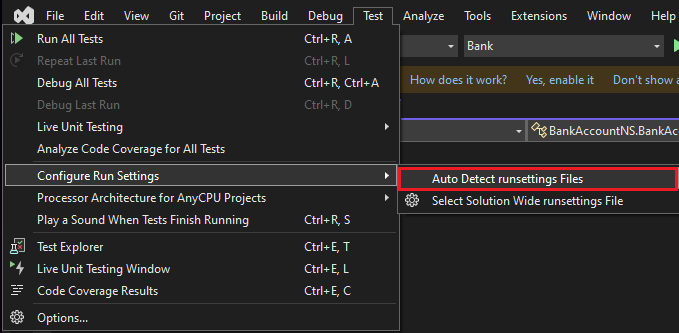 File Edit View Git Project Build Debug Test Analyze Tools Extensions Window Help
Run All Tests Ctrl+R, A
Repeat Last Run Ctrl+R, L
Debug All Tests Ctrl+R, Ctrl+A
Debug Last Run Ctrl+R, D
Live Unit Testing
Analyze Code Coverage for All Tests
Configure Run Settings
Processor Architecture for AnyCPU Projects
Play a Sound When Tests Finish Running Ctrl+R, S
Test Explorer Ctrl+E, T
Live Unit Testing Window Ctrl+E, L
Code Coverage Results Ctrl+E, C
Options...
Bank
How does it work? Yes, enable it Don't show a
BankAccountNS.BankAc
Auto Detect runsettings Files
Select Solution Wide runsettings File